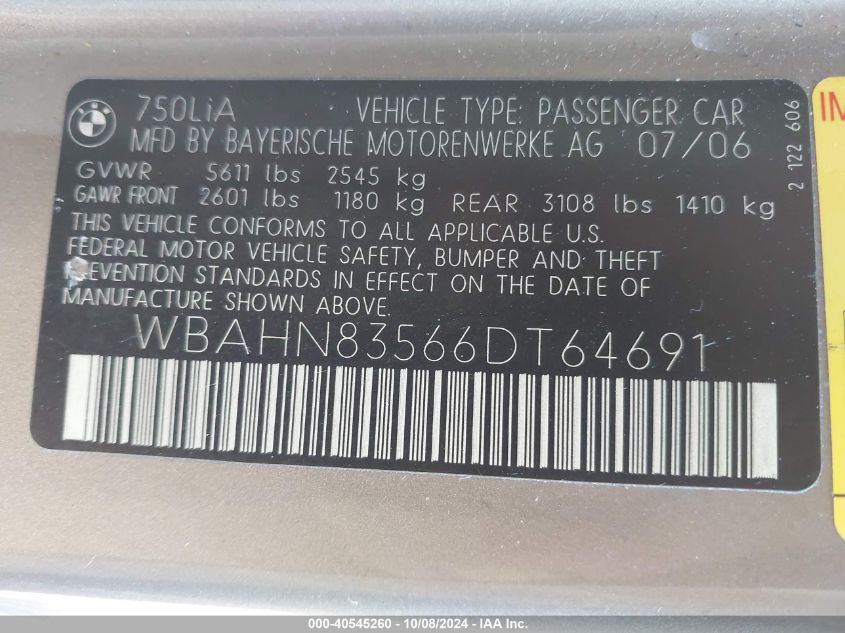 750LiA VEHICLE TYPE: PASSENGER CAR
MFD BY BAYERISCHE MOTORENWERKE AG 07/06
GVWR 5611 lbs 2545 kg
GAWR FRONT 2601 lbs 1180 kg REAR 3108 lbs 1410 kg
THIS VEHICLE CONFORMS TO ALL APPLICABLE U.S.
FEDERAL MOTOR VEHICLE SAFETY, BUMPER AND THEFT
PREVENTION STANDARDS IN EFFECT ON THE DATE OF
MANUFACTURE SHOWN ABOVE.
WBAHN83566DT64691
2 122 606
BMW
IM
000-40545260 - 10/08/2024 - IAA Inc.